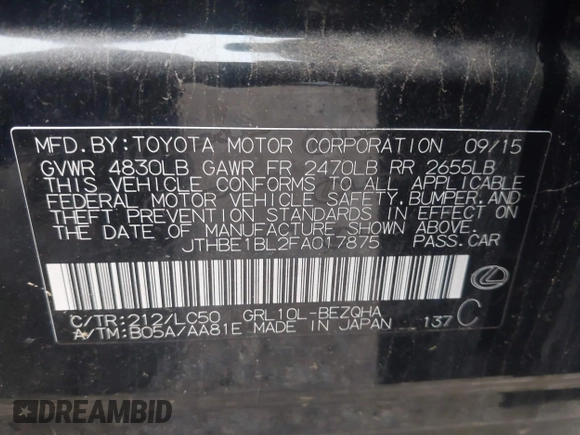 MFD.BY:TOYOTA MOTOR CORPORATION 09/15
GVWR 4830LB GAWR FR 2470LB RR 2655LB
THIS VEHICLE CONFORMS TO ALL APPLICABLE
FEDERAL MOTOR VEHICLE SAFETY,BUMPER,AND
THEFT PREVENTION STANDARDS IN EFFECT ON
THE DATE OF MANUFACTURE SHOWN ABOVE.
JTHBE1BL2FA017875 PASS.CAR
C/TR:212/LC50 GRL10L-BEZQHA
A/TM:B05A/AA81E MADE IN JAPAN 137 C
DREAMBID